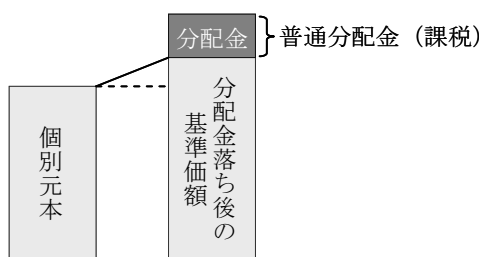 分配金
普通分配金（課税）
個別元本
分配金落ち後の
基準価額